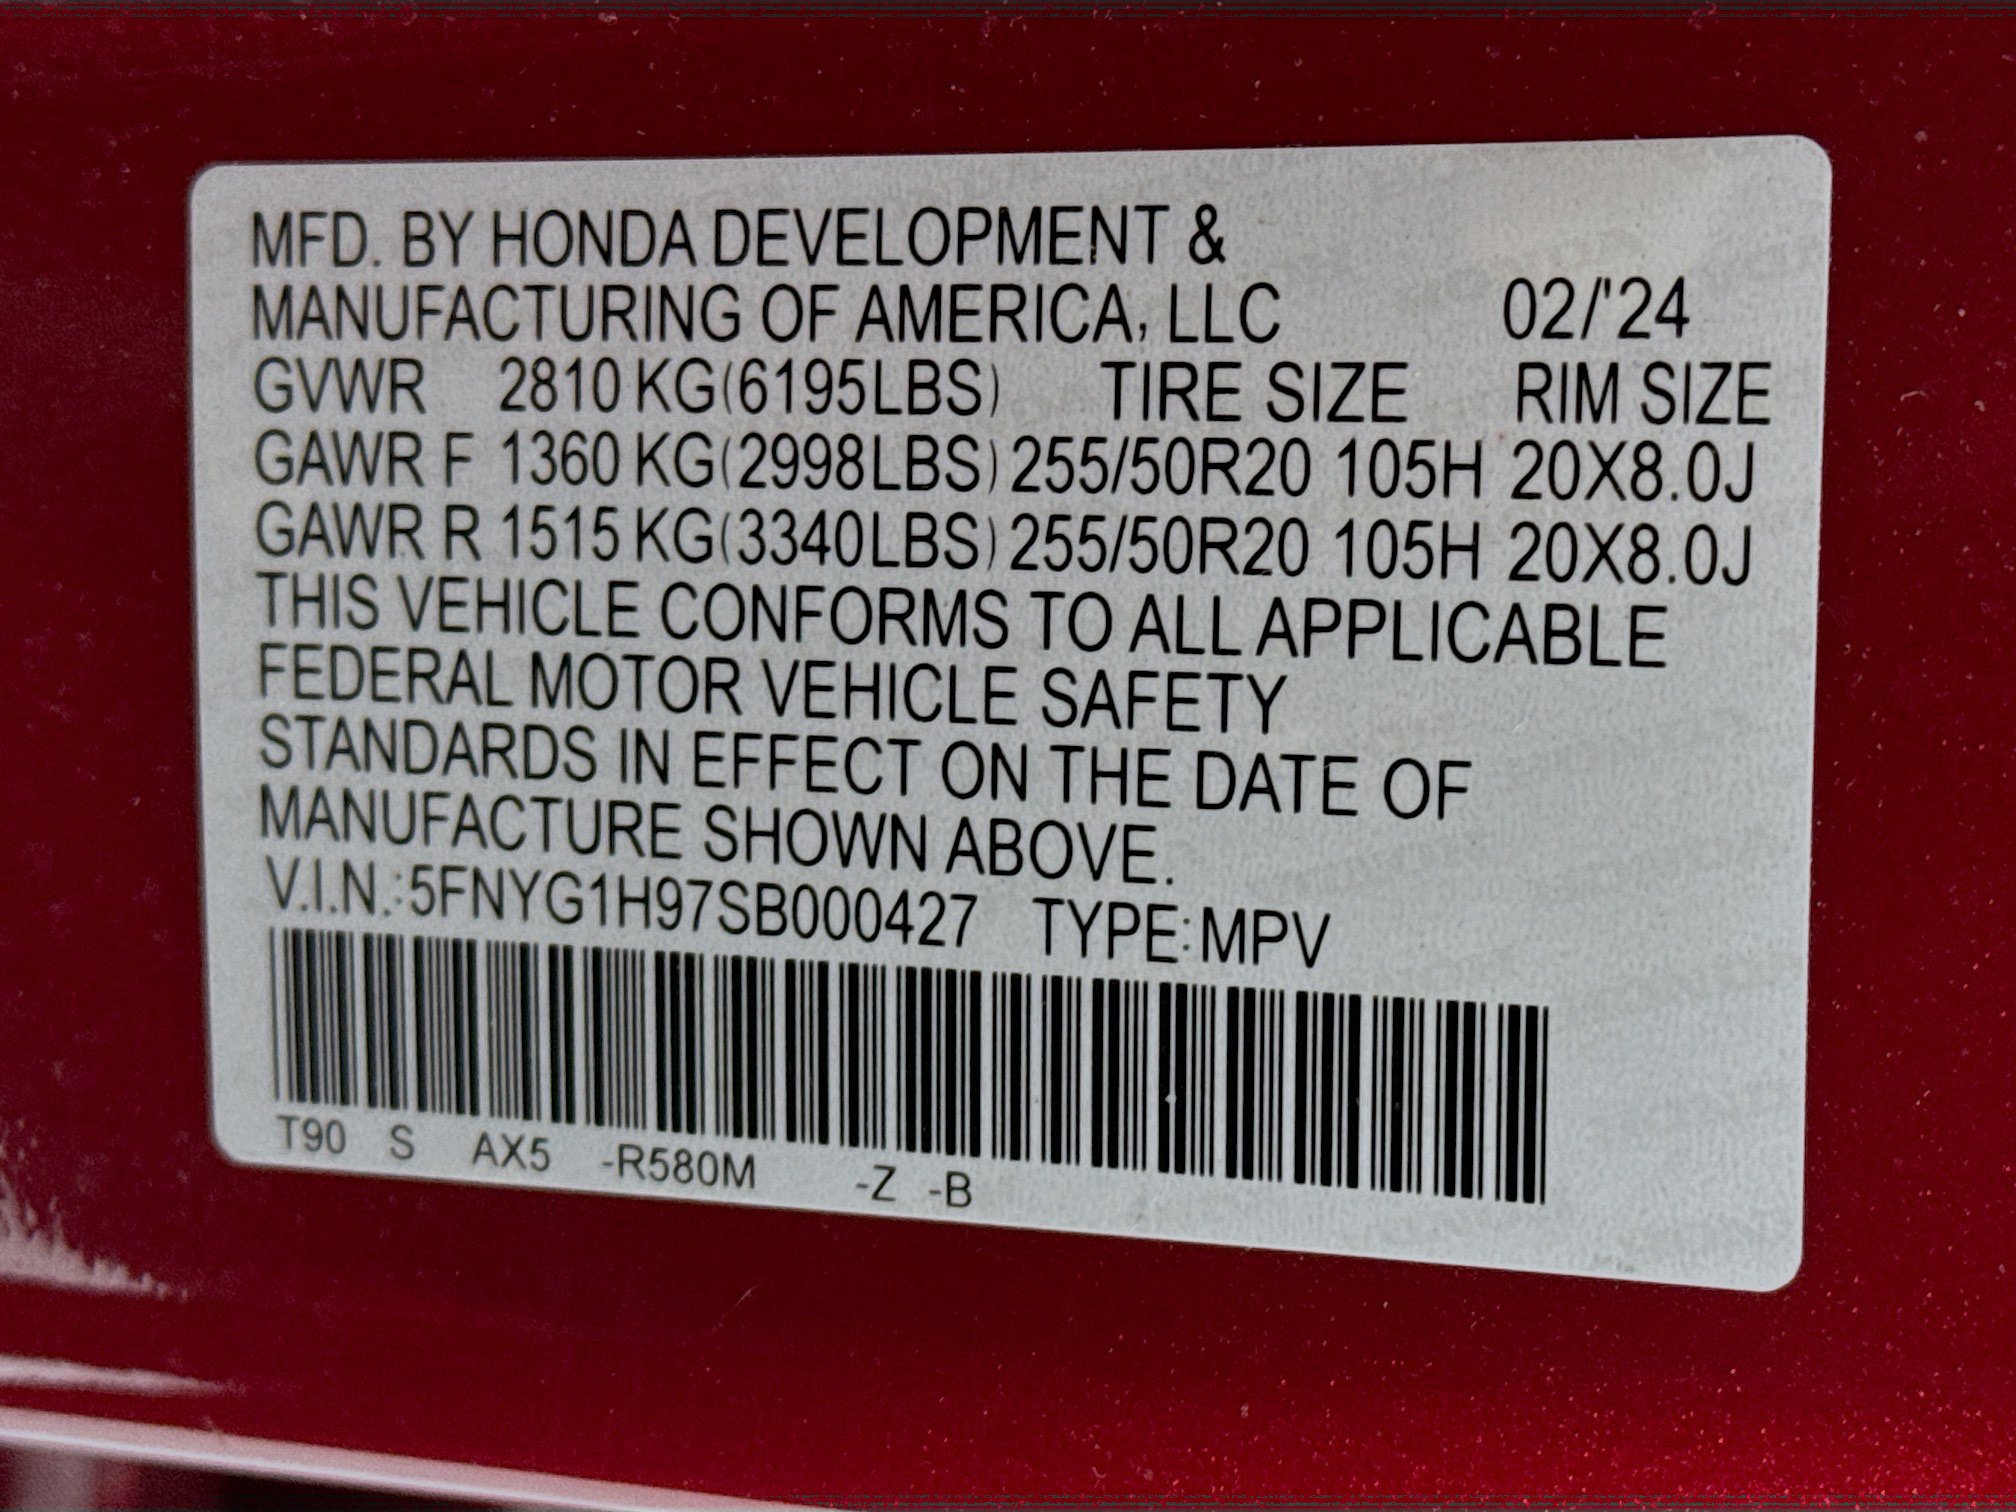 MFD. BY HONDA DEVELOPMENT &
MANUFACTURING OF AMERICA, LLC 02/'24
GVWR 2810 KG(6195LBS) TIRE SIZE RIM SIZE
GAWR F 1360 KG(2998LBS) 255/50R20 105H 20X8.0J
GAWR R 1515 KG(3340LBS) 255/50R20 105H 20X8.0J
THIS VEHICLE CONFORMS TO ALL APPLICABLE
FEDERAL MOTOR VEHICLE SAFETY
STANDARDS IN EFFECT ON THE DATE OF
MANUFACTURE SHOWN ABOVE.
V.I.N.:5FNYG1H97SB000427 TYPE:MPV
T90 S AX5 -R580M -Z -B